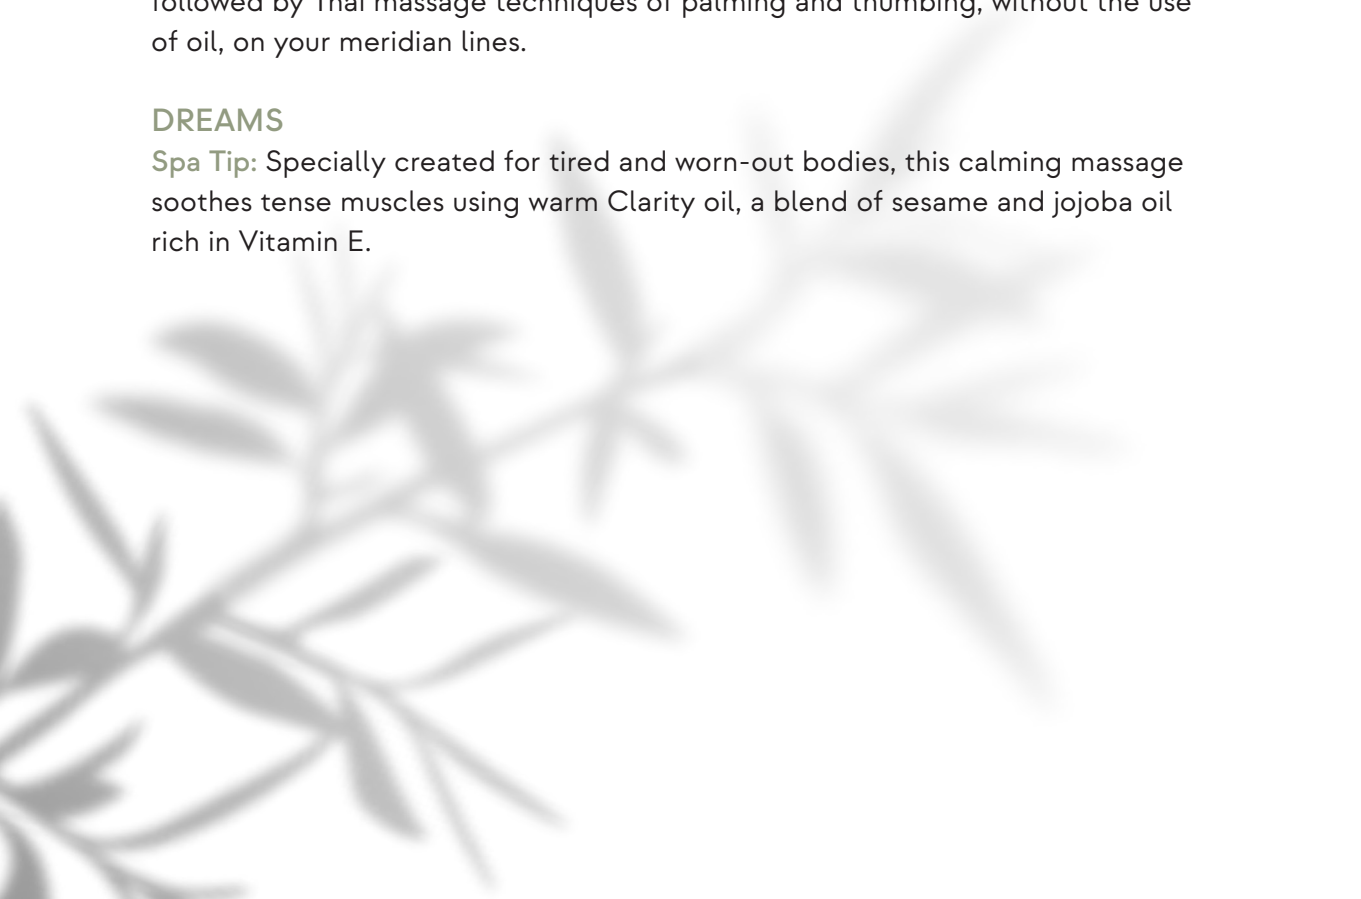 followed by Thai massage techniques of palming and thumbing, without the use
of oil, on your meridian lines.
DREAMS
Spa Tip: Specially created for tired and worn-out bodies, this calming massage
soothes tense muscles using warm Clarity oil, a blend of sesame and jojoba oil
rich in Vitamin E.